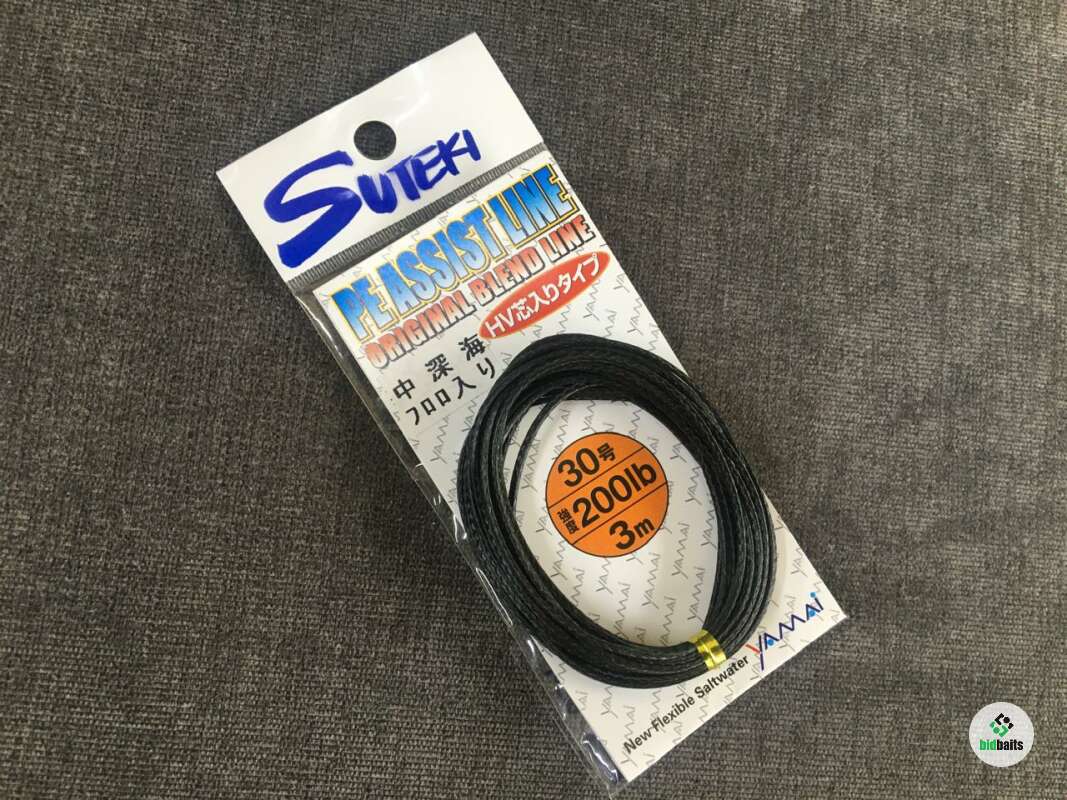 SUTEKI
PE ASSIST LINE
ORIGINAL BLEND LINE
HV芯入りタイプ
中深海
フロロ入り
30号
強度 200lb
3m
New Flexible Saltwater YAMAI
bidbaits